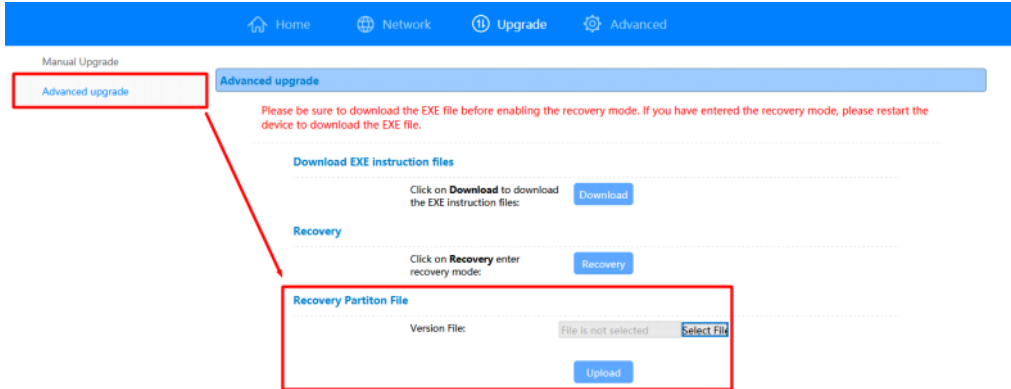 Home Network Upgrade Advanced
Manual Upgrade
Advanced upgrade
Advanced upgrade
Please be sure to download the EXE file before enabling the recovery mode. If you have entered the recovery mode, please restart the
device to download the EXE file.
Download EXE instruction files
Click on Download to download
the EXE instruction files:
Download
Recovery
Click on Recovery enter
recovery mode:
Recovery
Recovery Partiton File
Version File:
File is not selected
Select File
Upload